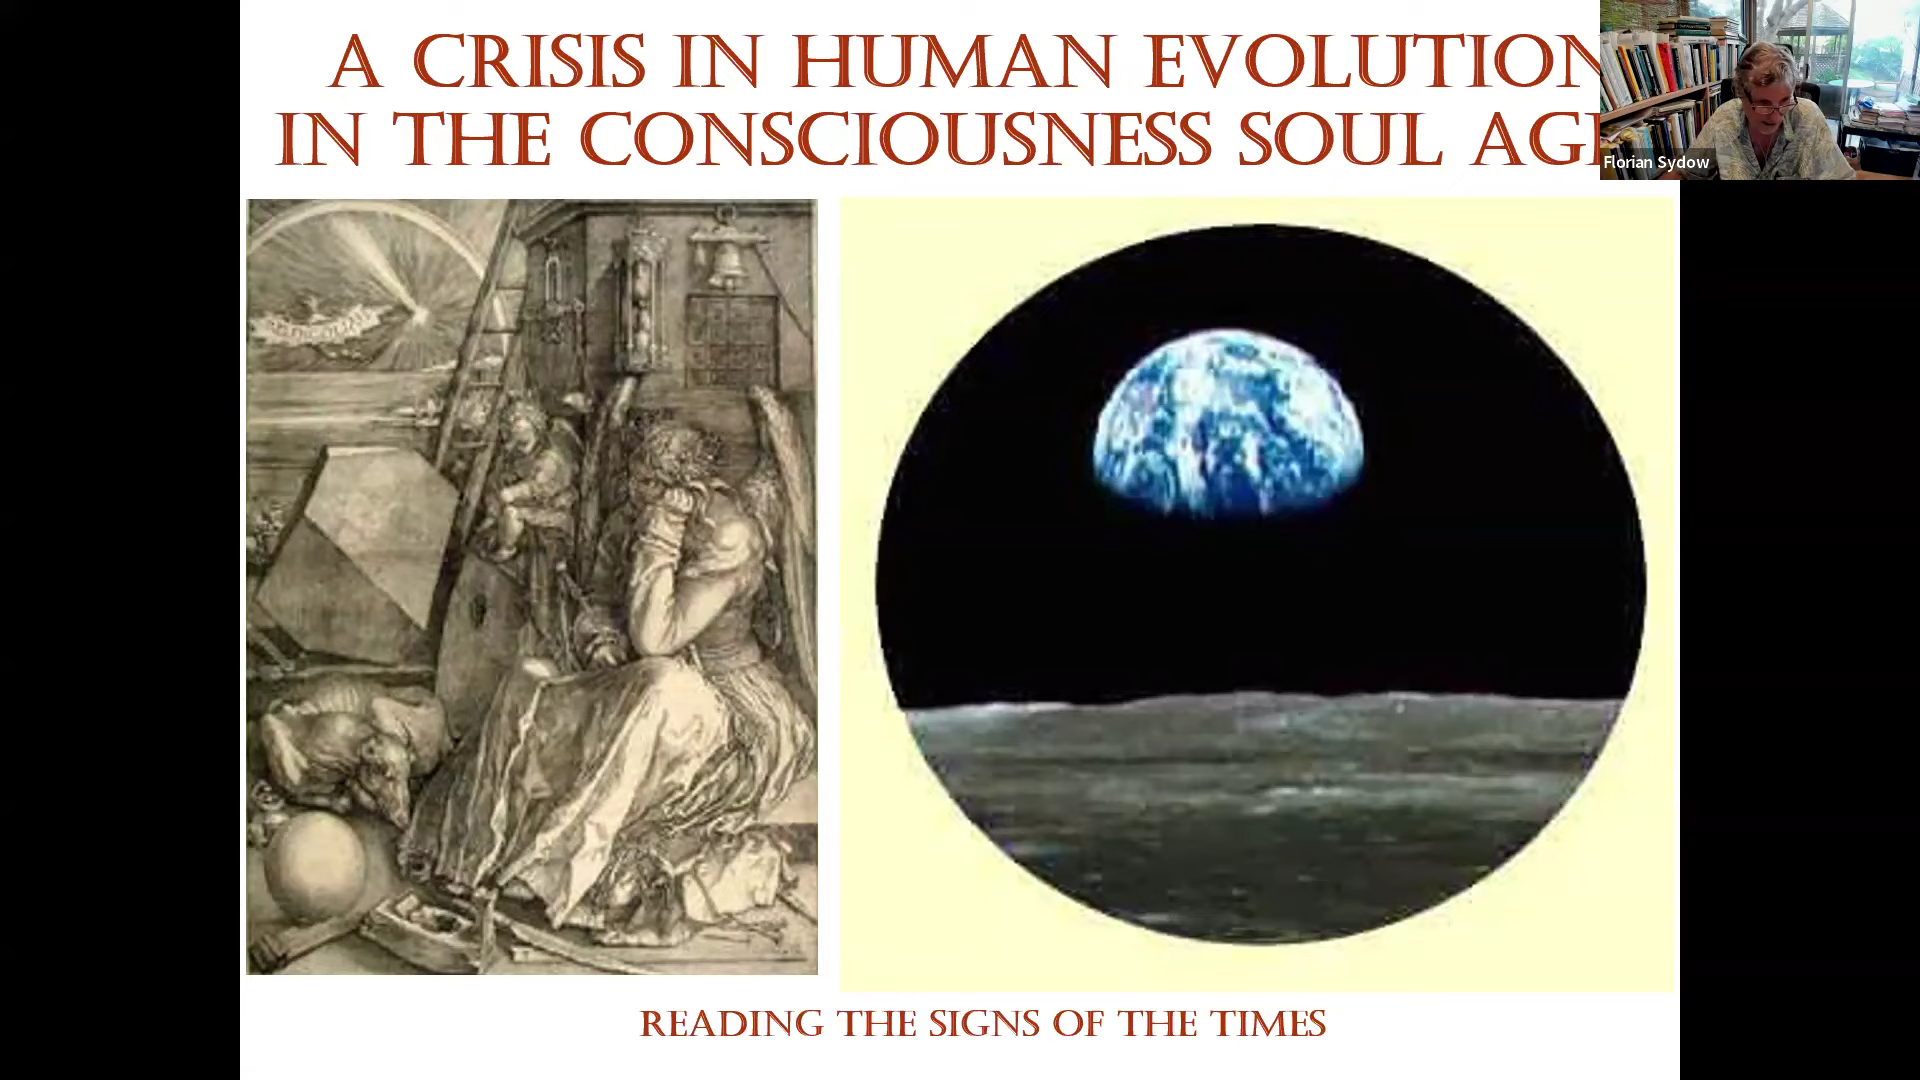 A CRISIS IN HUMAN EVOLUTION
IN THE CONSCIOUSNESS SOUL AGE
Florian Sydow
READING THE SIGNS OF THE TIMES